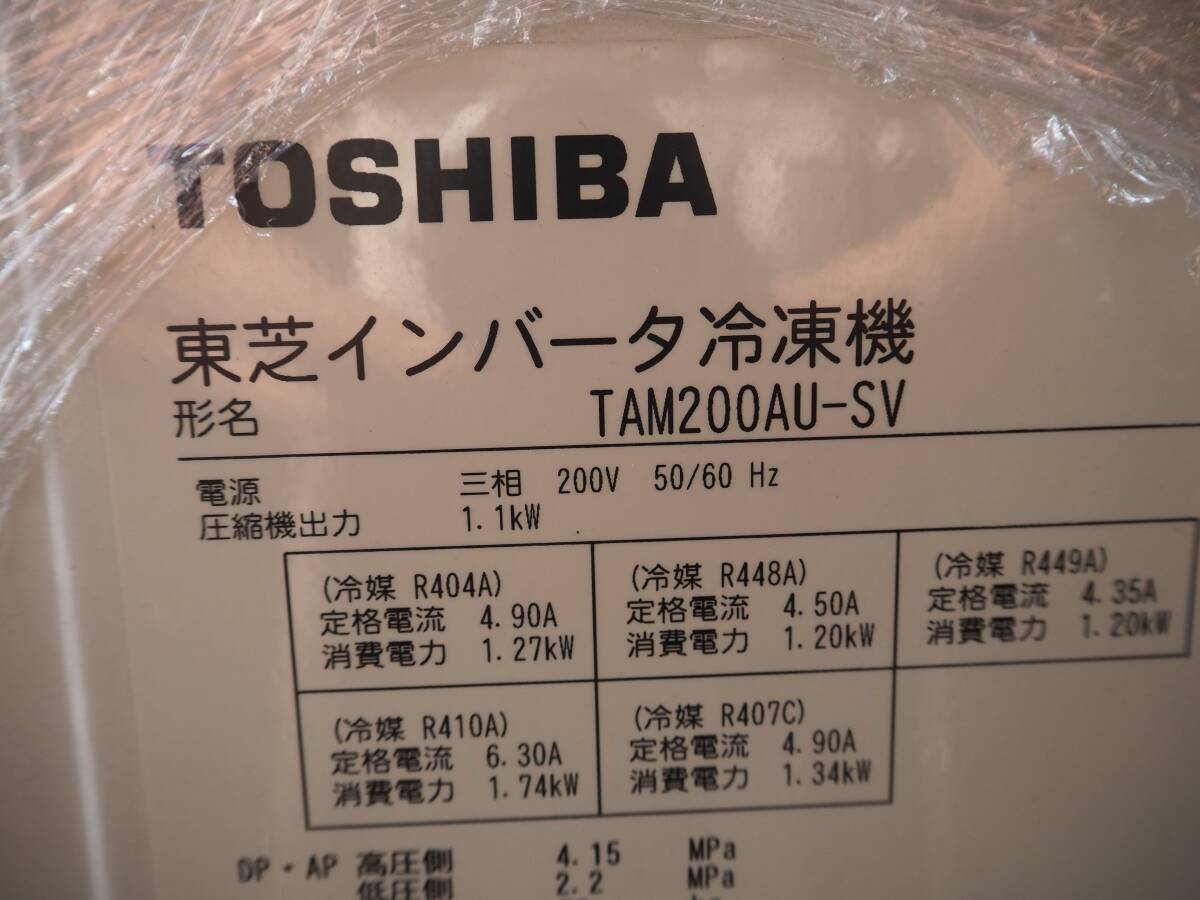 TOSHIBA
東芝インバータ冷凍機
形名 TAM200AU-SV
電源 三相 200V 50/60 Hz
圧縮機出力 1.1kW
(冷媒 R404A)
定格電流 4.90A
消費電力 1.27kW
(冷媒 R448A)
定格電流 4.50A
消費電力 1.20kW
(冷媒 R449A)
定格電流 4.35A
消費電力 1.20kW
(冷媒 R410A)
定格電流 6.30A
消費電力 1.74kW
(冷媒 R407C)
定格電流 4.90A
消費電力 1.34kW
DP・AP 高圧側 4.15 MPa
低圧側 2.2 MPa